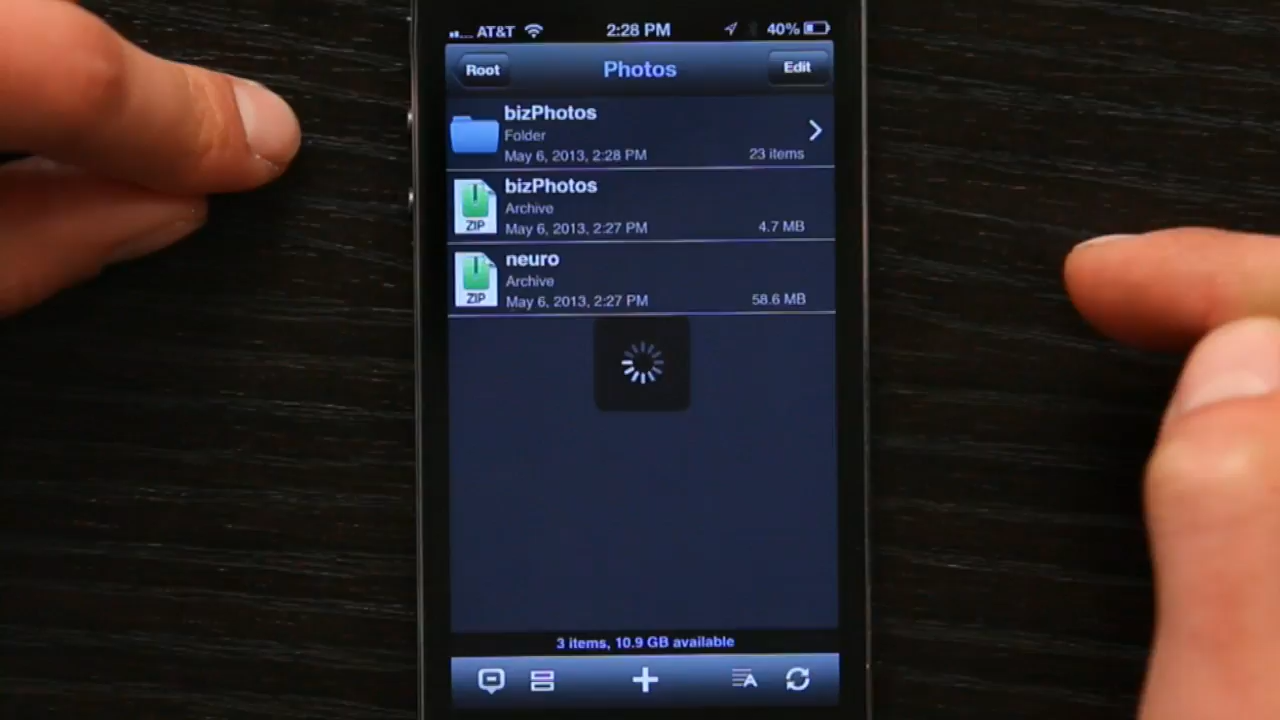 AT&T 2:28 PM 40%
Root Photos Edit
bizPhotos
Folder
May 6, 2013, 2:28 PM 23 items
bizPhotos
Archive
ZIP
May 6, 2013, 2:27 PM 4.7 MB
neuro
Archive
ZIP
May 6, 2013, 2:27 PM 58.6 MB
3 items, 10.9 GB available
A